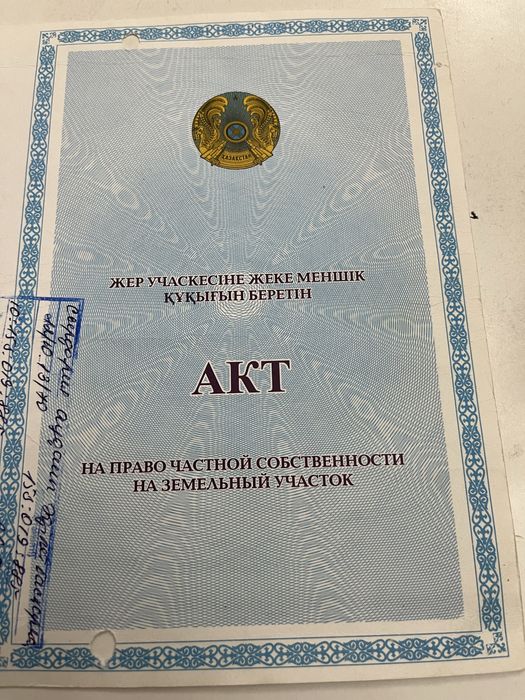 ҚАЗАҚСТАН
ЖЕР УЧАСКЕСІНЕ ЖЕКЕ МЕНШІК
ҚҰҚЫҒЫН БЕРЕТІН
АКТ
НА ПРАВО ЧАСТНОЙ СОБСТВЕННОСТИ
НА ЗЕМЕЛЬНЫЙ УЧАСТОК